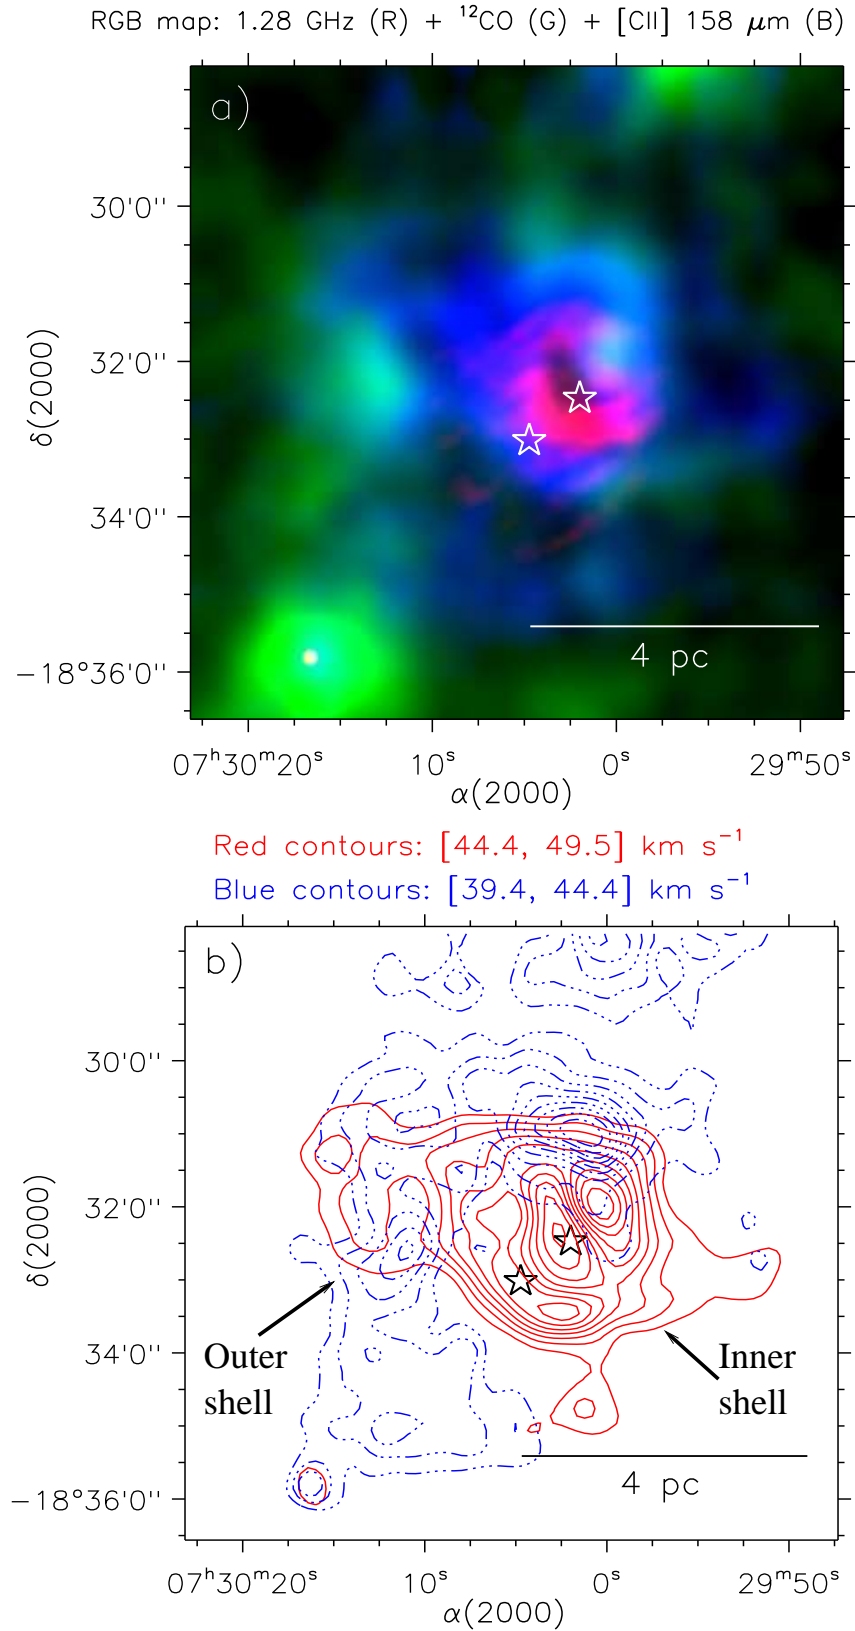 RGB map: 1.28 GHz (R) + ¹²CO (G) + [CII] 158 μm (B)
a)
30'0''
32'0''
34'0''
−18°36'0''
δ(2000)
4 pc
07ʰ30ᵐ20ˢ 10ˢ 0ˢ 29ᵐ50ˢ
α(2000)
Red contours: [44.4, 49.5] km s⁻¹
Blue contours: [39.4, 44.4] km s⁻¹
b)
30'0''
32'0''
34'0''
−18°36'0''
δ(2000)
Outer
shell
Inner
shell
4 pc
07ʰ30ᵐ20ˢ 10ˢ 0ˢ 29ᵐ50ˢ
α(2000)